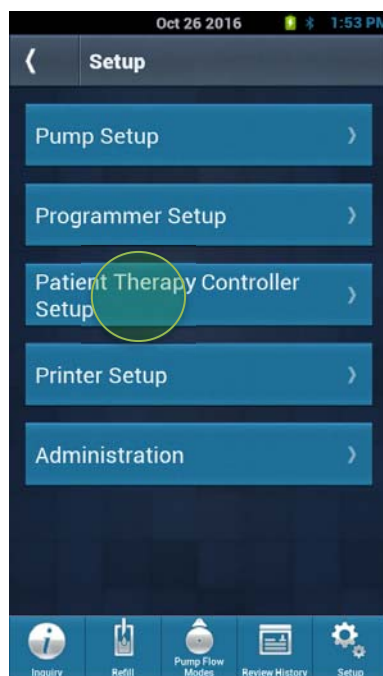 Oct 26 2016 1:53 PM
Setup
Pump Setup
Programmer Setup
Patient Therapy Controller
Setup
Printer Setup
Administration
Pump Flow
Inquiry Refill Modes Review History Setup